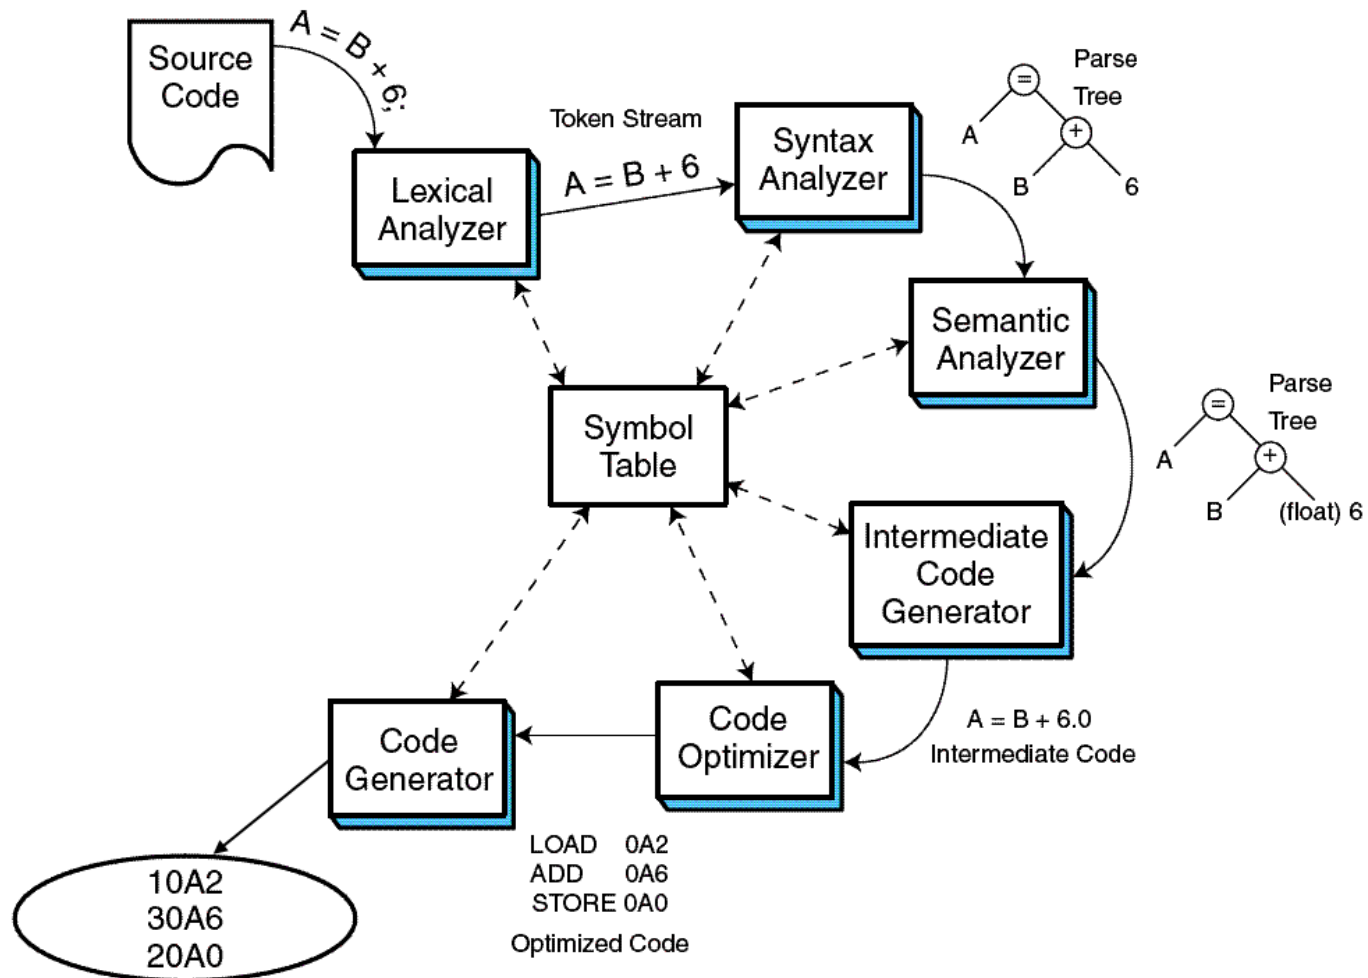 Source
Code
A = B + 6;
Lexical
Analyzer
Token Stream
A = B + 6
Syntax
Analyzer
Parse
Tree
=
A
+
B
6
Semantic
Analyzer
Parse
Tree
=
A
+
B
(float) 6
Symbol
Table
Intermediate
Code
Generator
A = B + 6.0
Intermediate Code
Code
Optimizer
LOAD 0A2
ADD 0A6
STORE 0A0
Optimized Code
Code
Generator
10A2
30A6
20A0